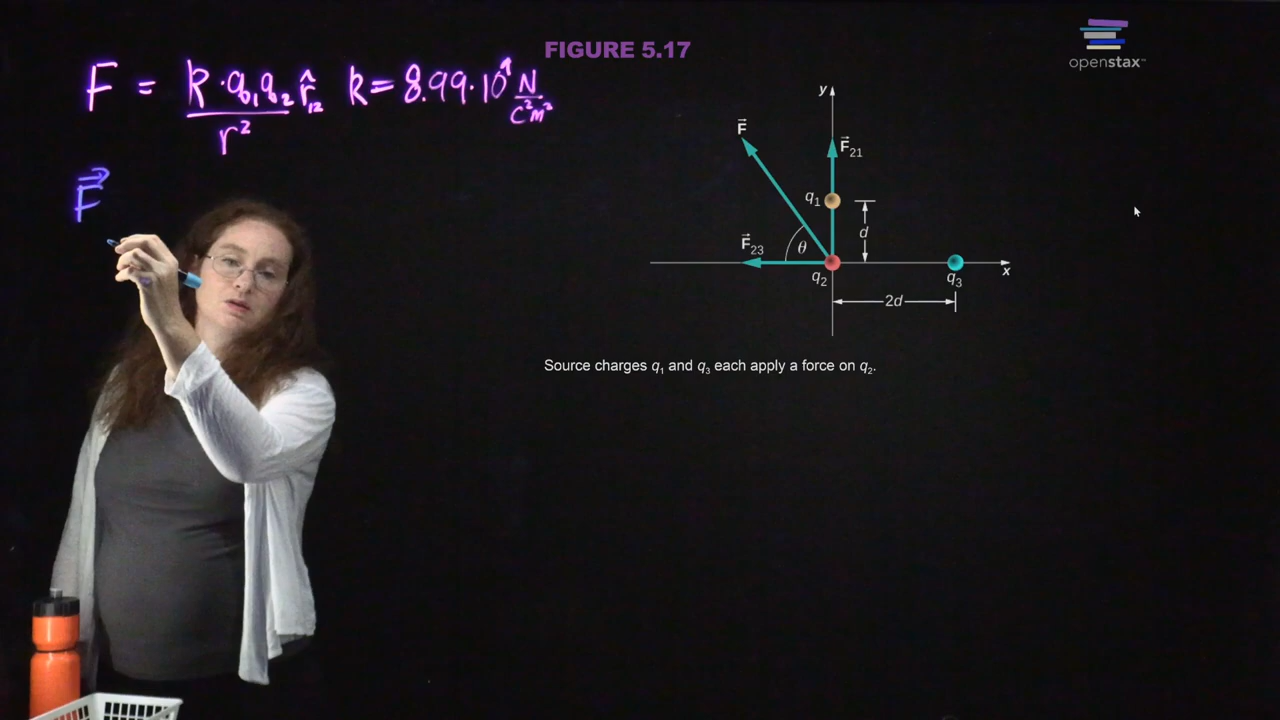 FIGURE 5.17
openstax™
F = k · q₁q₂ r̂₁₂ / r² k = 8.99 · 10⁹ N / C²m²
F⃗
y
F⃗
F⃗₂₁
q₁
d
F⃗₂₃
θ
q₂
q₃
x
2d
Source charges q₁ and q₃ each apply a force on q₂.